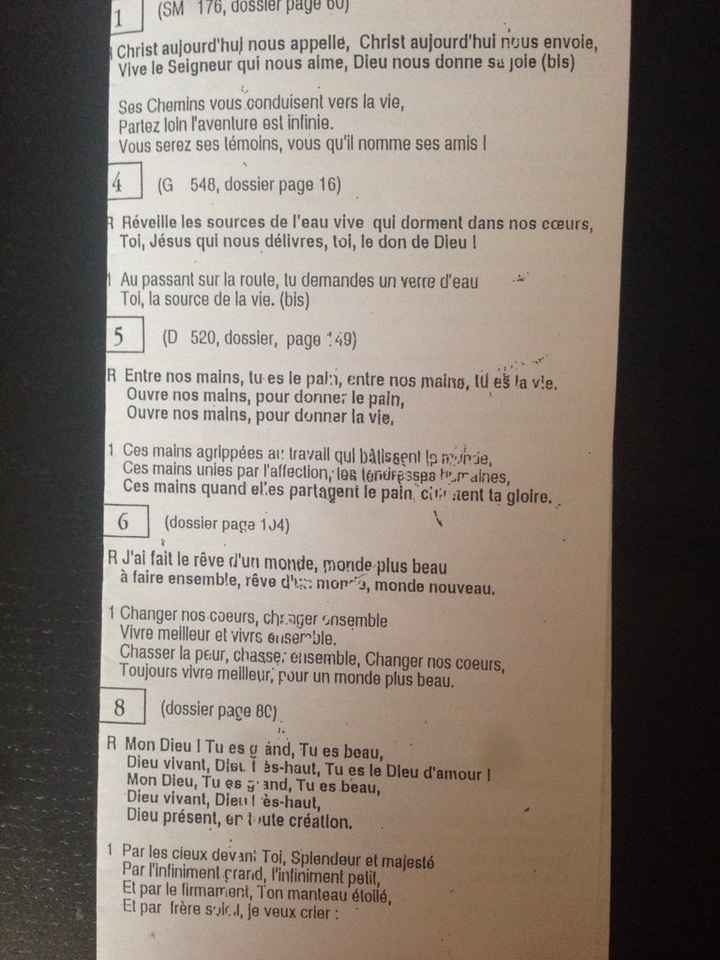 1 (SM 176, dossier page 60)
Christ aujourd'hui nous appelle, Christ aujourd'hui nous envoie,
Vive le Seigneur qui nous aime, Dieu nous donne sa joie (bis)
Ses Chemins vous conduisent vers la vie,
Partez loin l'aventure est infinie.
Vous serez ses témoins, vous qu'il nomme ses amis !
4 (G 548, dossier page 16)
R Réveille les sources de l'eau vive qui dorment dans nos cœurs,
Toi, Jésus qui nous délivres, toi, le don de Dieu !
1 Au passant sur la route, tu demandes un verre d'eau
Toi, la source de la vie. (bis)
5 (D 520, dossier, page 149)
R Entre nos mains, tu es le pain, entre nos mains, tu es la vie.
Ouvre nos mains, pour donner le pain,
Ouvre nos mains, pour donner la vie,
1 Ces mains agrippées au travail qui bâtissent le monde,
Ces mains unies par l'affection, les tendresses humaines,
Ces mains quand elles partagent le pain, chantent ta gloire.
6 (dossier page 104)
R J'ai fait le rêve d'un monde, monde plus beau
à faire ensemble, rêve d'un monde, monde nouveau.
1 Changer nos coeurs, changer ensemble
Vivre meilleur et vivre ensemble.
Chasser la peur, chasser ensemble, Changer nos coeurs,
Toujours vivre meilleur, pour un monde plus beau.
8 (dossier page 80)
R Mon Dieu ! Tu es grand, Tu es beau,
Dieu vivant, Dieu très-haut, Tu es le Dieu d'amour !
Mon Dieu, Tu es grand, Tu es beau,
Dieu vivant, Dieu très-haut,
Dieu présent, en toute création.
1 Par les cieux devant Toi, Splendeur et majesté
Par l'infiniment grand, l'infiniment petit,
Et par le firmament, Ton manteau étoilé,
Et par frère soleil, je veux crier :